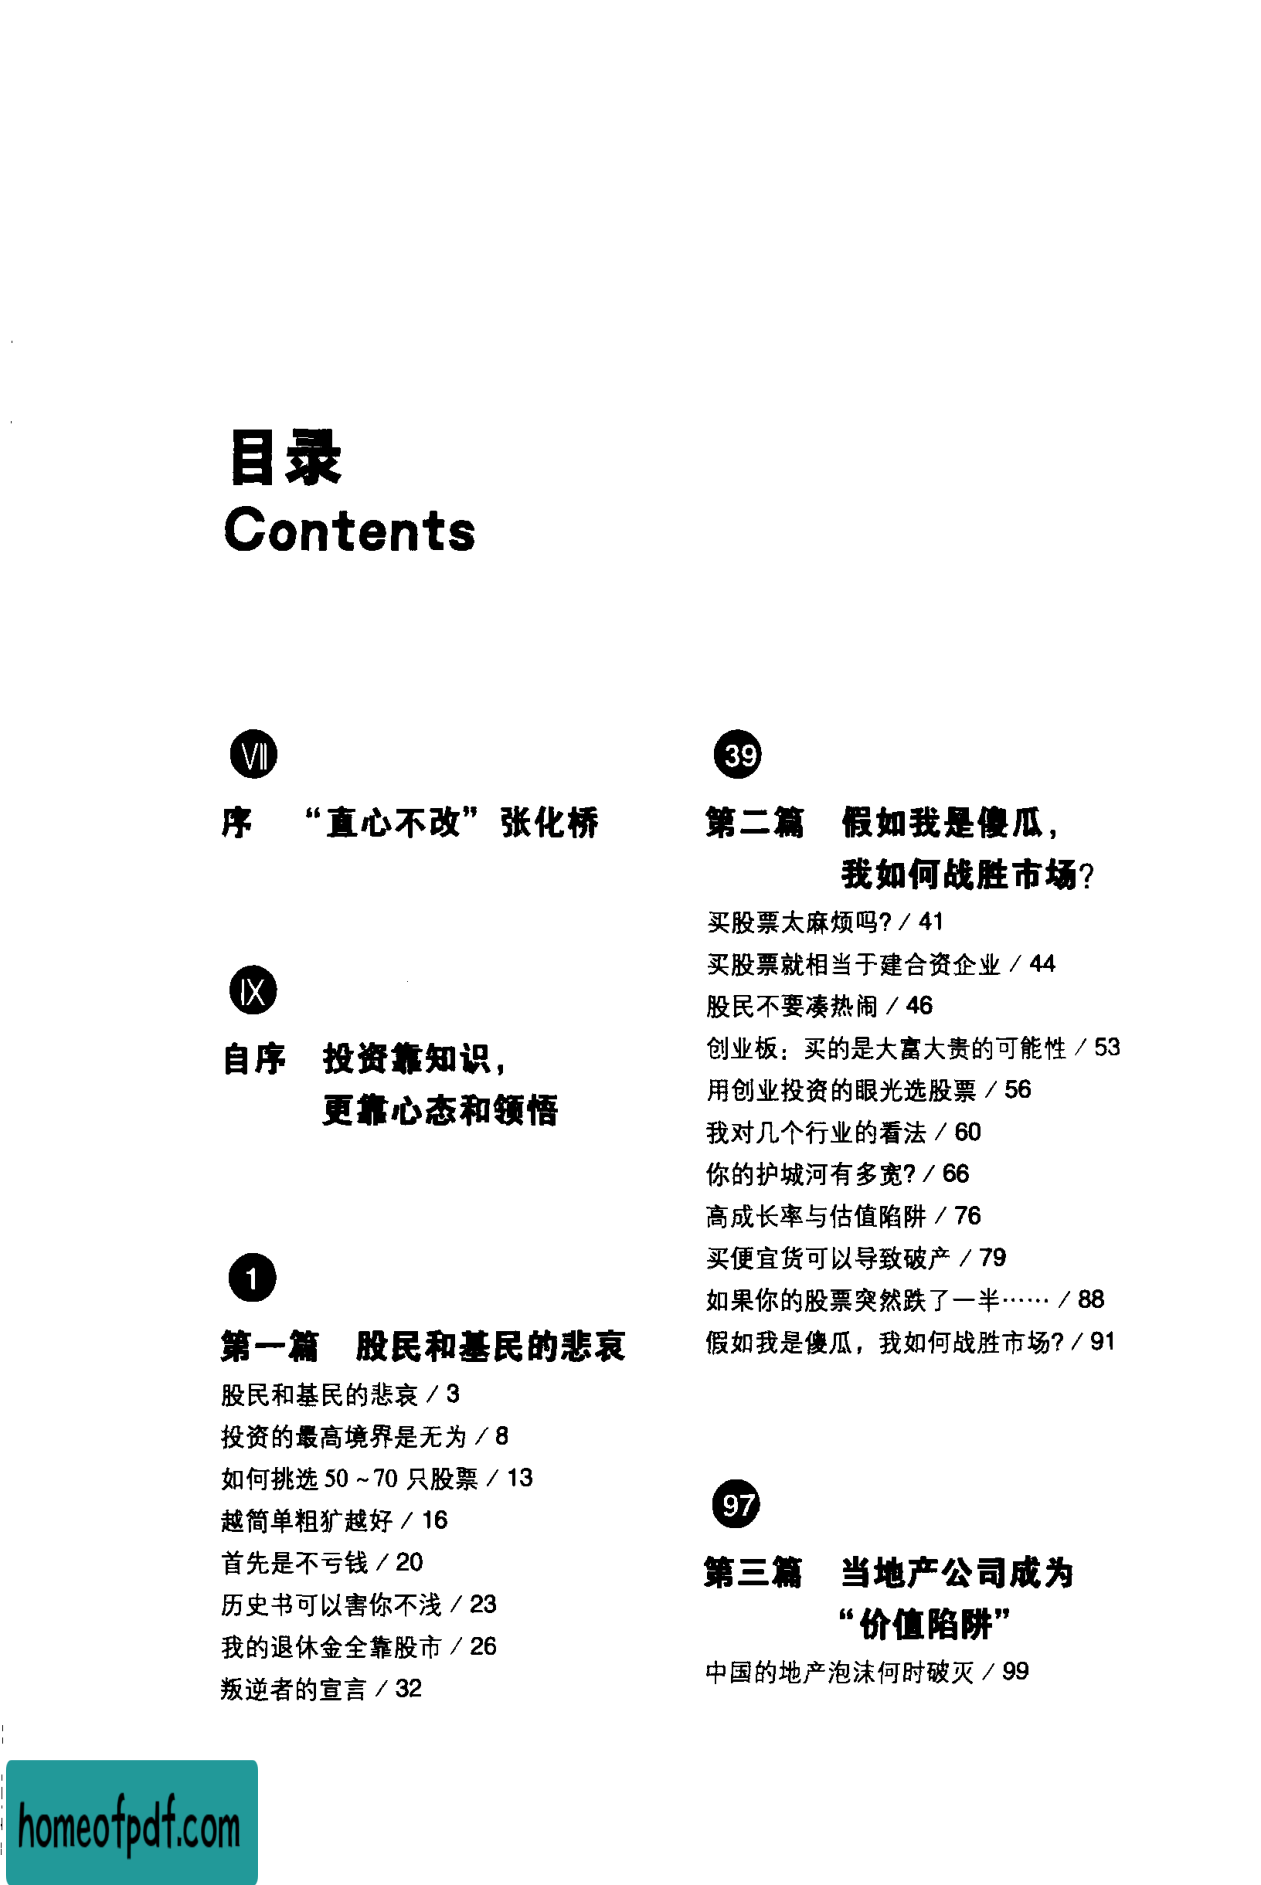 目录
Contents
Ⅶ
序 “直心不改”张化桥
Ⅸ
自序 投资靠知识，
更靠心态和领悟
1
第一篇 股民和基民的悲哀
股民和基民的悲哀 / 3
投资的最高境界是无为 / 8
如何挑选 50～70 只股票 / 13
越简单粗犷越好 / 16
首先是不亏钱 / 20
历史书可以害你不浅 / 23
我的退休金全靠股市 / 26
叛逆者的宣言 / 32
39
第二篇 假如我是傻瓜，
我如何战胜市场？
买股票太麻烦吗? / 41
买股票就相当于建合资企业 / 44
股民不要凑热闹 / 46
创业板：买的是大富大贵的可能性 / 53
用创业投资的眼光选股票 / 56
我对几个行业的看法 / 60
你的护城河有多宽? / 66
高成长率与估值陷阱 / 76
买便宜货可以导致破产 / 79
如果你的股票突然跌了一半…… / 88
假如我是傻瓜，我如何战胜市场? / 91
97
第三篇 当地产公司成为
“价值陷阱”
中国的地产泡沫何时破灭 / 99
homeofpdf.com